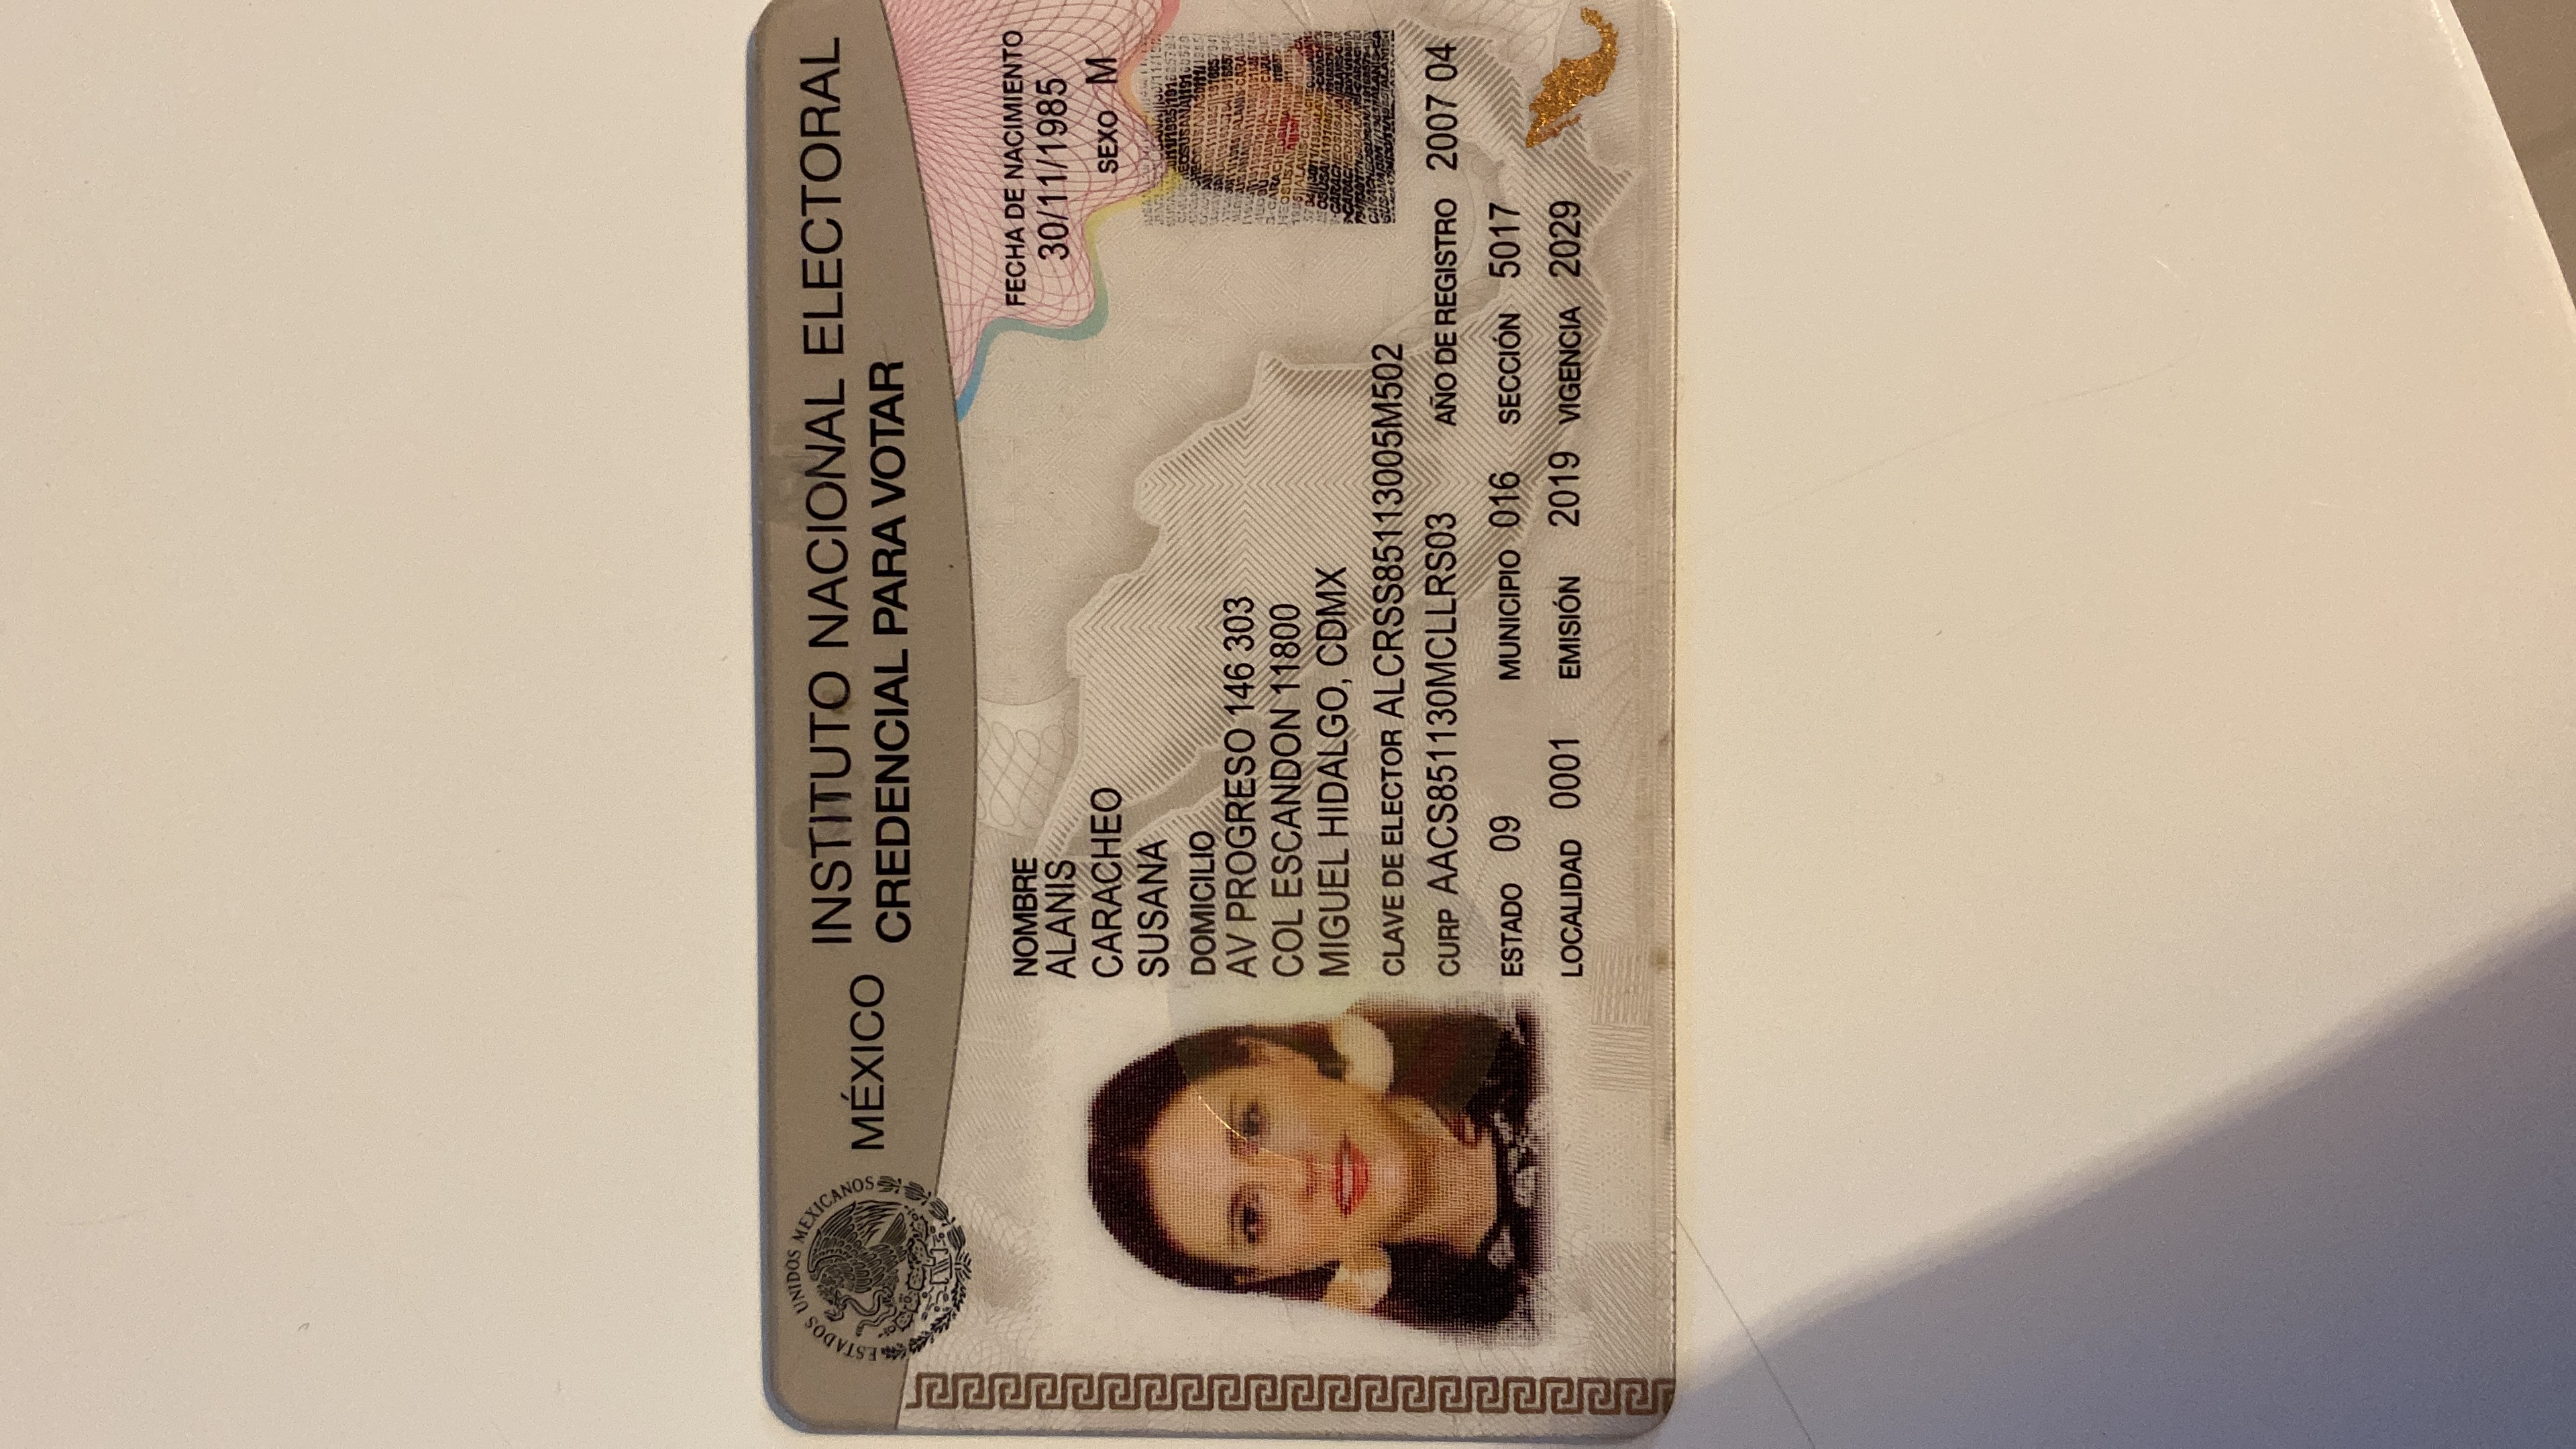 ESTADOS UNIDOS MEXICANOS
MÉXICO INSTITUTO NACIONAL ELECTORAL
CREDENCIAL PARA VOTAR
NOMBRE
ALANIS
CARACHEO
SUSANA
FECHA DE NACIMIENTO
30/11/1985
SEXO M
DOMICILIO
AV PROGRESO 146 303
COL ESCANDON 11800
MIGUEL HIDALGO, CDMX
CLAVE DE ELECTOR ALCRSS85113005M502
CURP AACS851130MCLLRS03 AÑO DE REGISTRO 2007 04
ESTADO 09 MUNICIPIO 016 SECCIÓN 5017
LOCALIDAD 0001 EMISIÓN 2019 VIGENCIA 2029